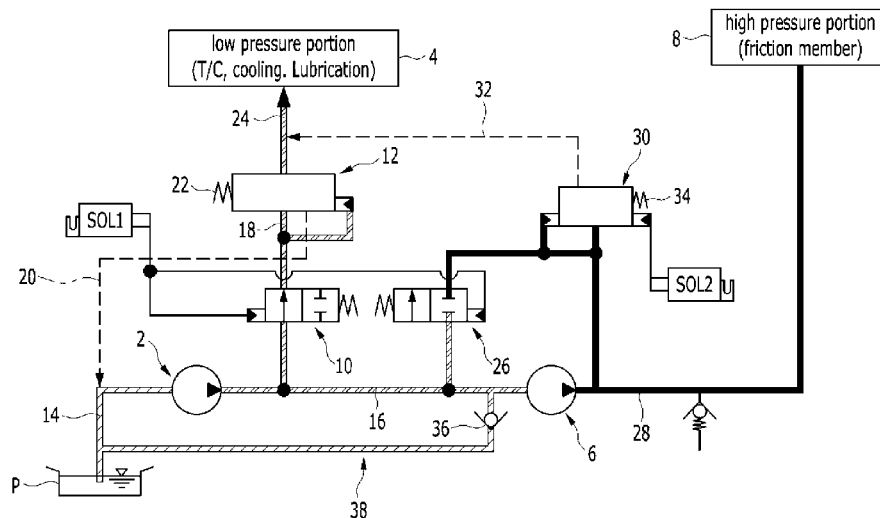 low pressure portion
(T/C, cooling. Lubrication)
4
high pressure portion
(friction member)
8
24
32
12
30
22
34
18
SOL1
SOL2
20
2
10
26
14
16
36
6
28
P
38